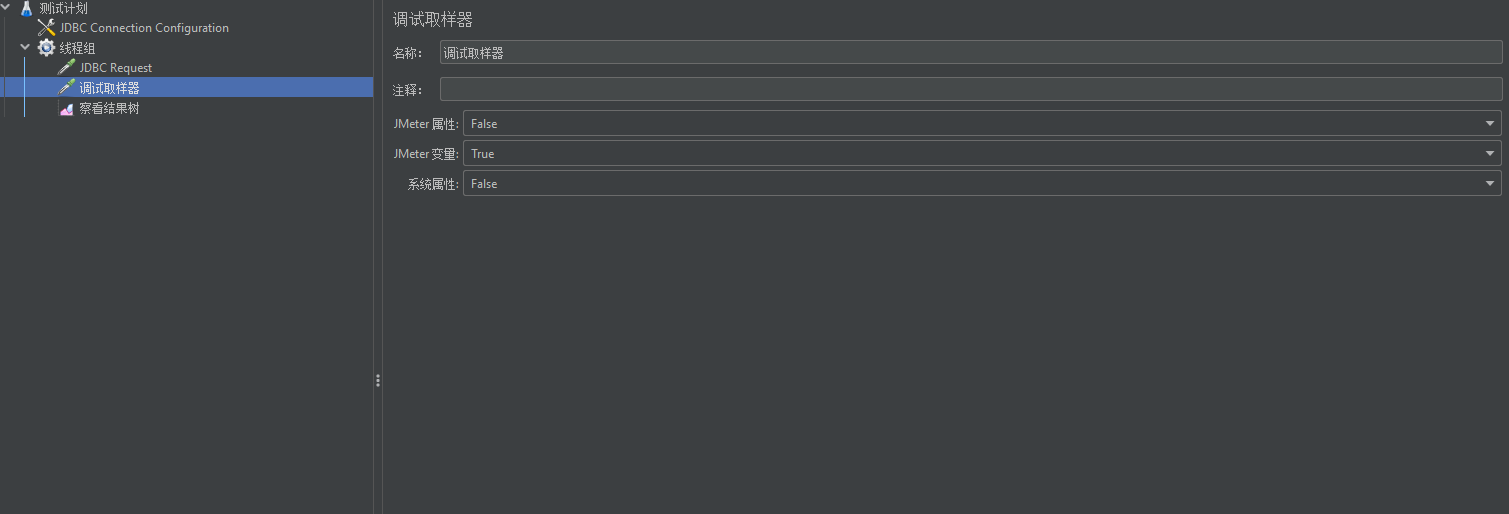 测试计划
JDBC Connection Configuration
线程组
JDBC Request
调试取样器
察看结果树
调试取样器
名称：
调试取样器
注释：
JMeter 属性:
False
JMeter 变量:
True
系统属性:
False